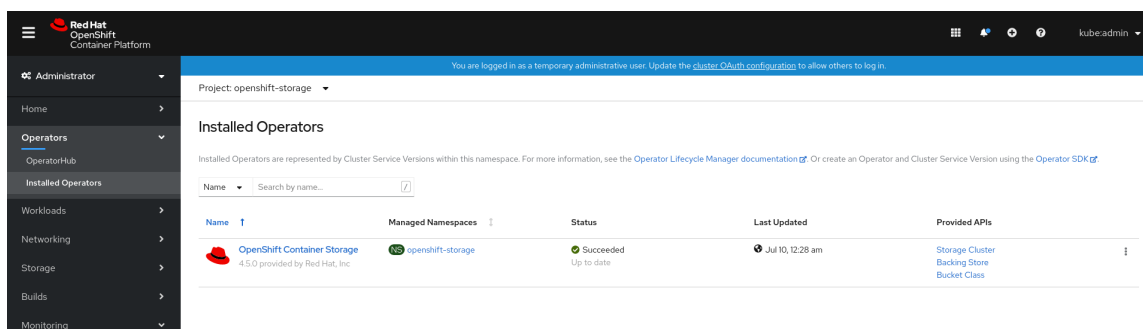 Red Hat
OpenShift
Container Platform
kube:admin
Administrator
You are logged in as a temporary administrative user. Update the cluster OAuth configuration to allow others to log in.
Project: openshift-storage
Home
Operators
OperatorHub
Installed Operators
Workloads
Networking
Storage
Builds
Monitoring
Installed Operators
Installed Operators are represented by Cluster Service Versions within this namespace. For more information, see the Operator Lifecycle Manager documentation. Or create an Operator and Cluster Service Version using the Operator SDK.
Name Search by name... /
Name Managed Namespaces Status Last Updated Provided APIs
OpenShift Container Storage NS openshift-storage Succeeded Jul 10, 12:28 am Storage Cluster
4.5.0 provided by Red Hat, Inc Up to date Backing Store
Bucket Class